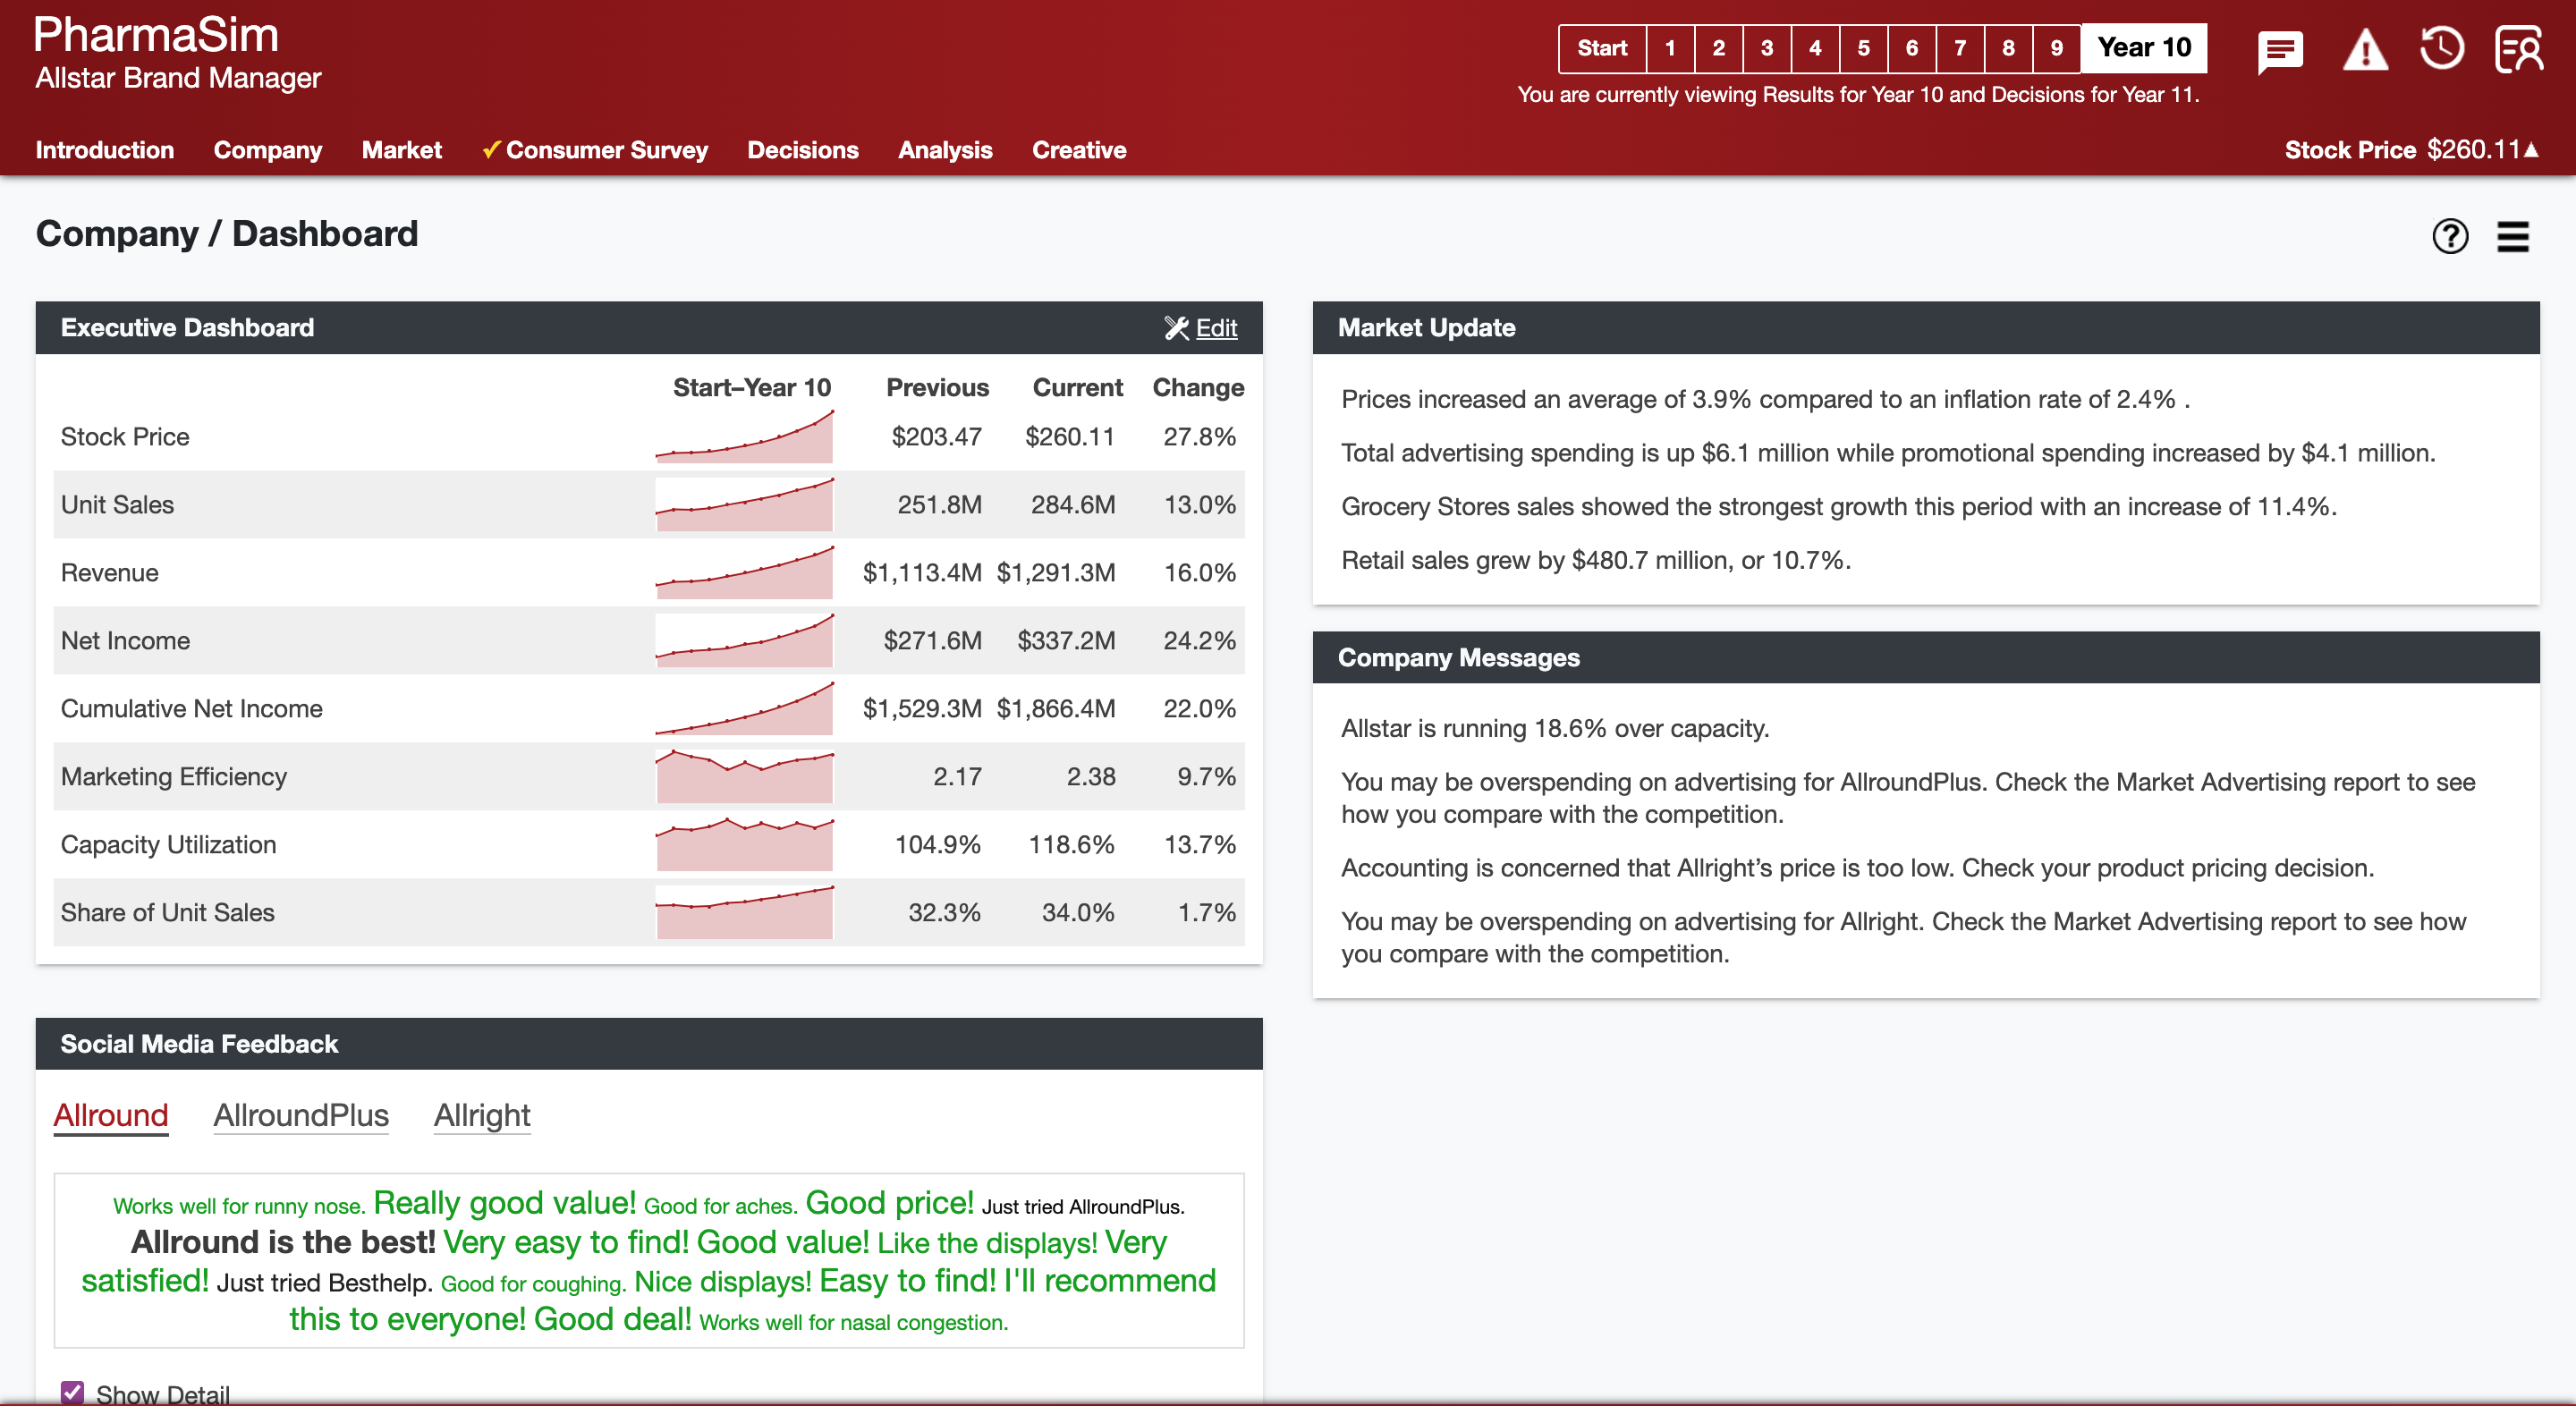 PharmaSim
Allstar Brand Manager
Start 1 2 3 4 5 6 7 8 9 Year 10
You are currently viewing Results for Year 10 and Decisions for Year 11.
Introduction Company Market ✓Consumer Survey Decisions Analysis Creative
Stock Price $260.11▲
Company / Dashboard
Executive Dashboard Edit
Start–Year 10 Previous Current Change
Stock Price $203.47 $260.11 27.8%
Unit Sales 251.8M 284.6M 13.0%
Revenue $1,113.4M $1,291.3M 16.0%
Net Income $271.6M $337.2M 24.2%
Cumulative Net Income $1,529.3M $1,866.4M 22.0%
Marketing Efficiency 2.17 2.38 9.7%
Capacity Utilization 104.9% 118.6% 13.7%
Share of Unit Sales 32.3% 34.0% 1.7%
Market Update
Prices increased an average of 3.9% compared to an inflation rate of 2.4% .
Total advertising spending is up $6.1 million while promotional spending increased by $4.1 million.
Grocery Stores sales showed the strongest growth this period with an increase of 11.4%.
Retail sales grew by $480.7 million, or 10.7%.
Company Messages
Allstar is running 18.6% over capacity.
You may be overspending on advertising for AllroundPlus. Check the Market Advertising report to see
how you compare with the competition.
Accounting is concerned that Allright’s price is too low. Check your product pricing decision.
You may be overspending on advertising for Allright. Check the Market Advertising report to see how
you compare with the competition.
Social Media Feedback
Allround AllroundPlus Allright
Works well for runny nose. Really good value! Good for aches. Good price! Just tried AllroundPlus.
Allround is the best! Very easy to find! Good value! Like the displays! Very
satisfied! Just tried Besthelp. Good for coughing. Nice displays! Easy to find! I'll recommend
this to everyone! Good deal! Works well for nasal congestion.
Show Detail